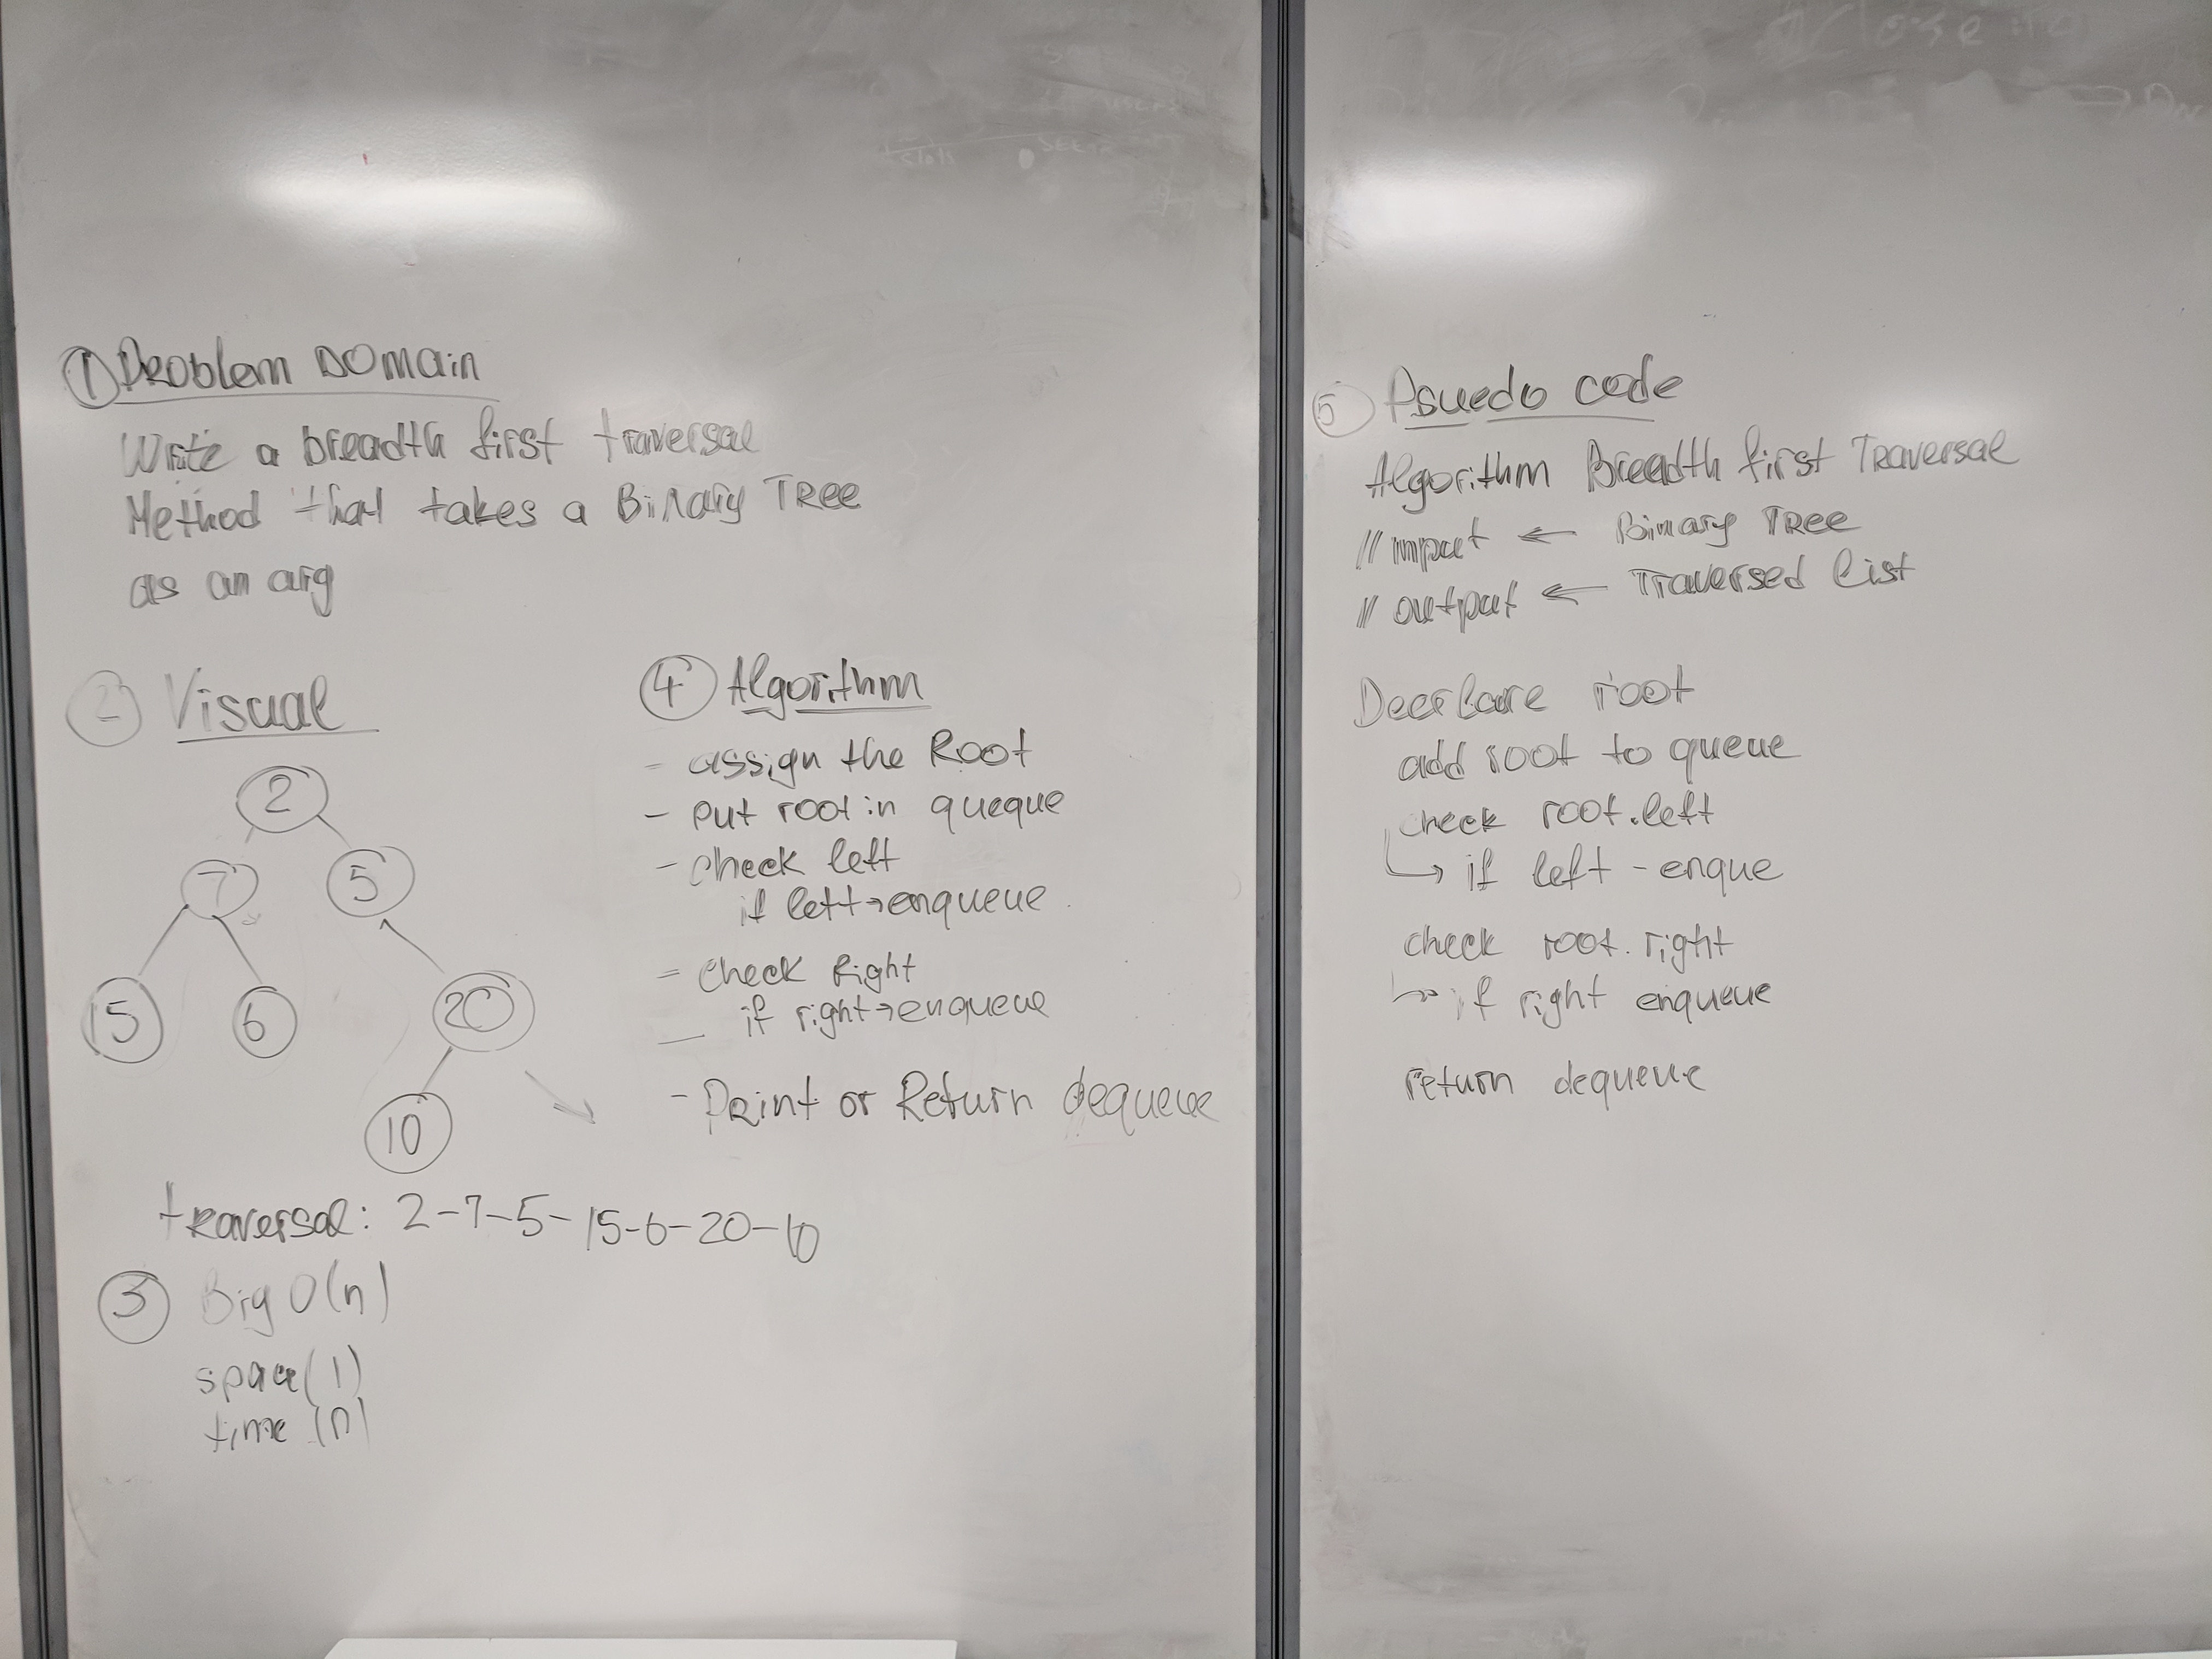 ① Problem Domain
Write a breadth first traversal
Method that takes a Binary Tree
as an arg
② Visual
2
7 5
15 6 20
10
traversal: 2-7-5-15-6-20-10
③ Big O(n)
space(1)
time (n)
④ Algorithm
- assign the Root
- put root in queque
- check left
if left→enqueue
= check Right
if right→enqueue
- Print or Return dequeue
⑤ Psuedo code
Algorithm Breadth first Traversal
// input ← Binary Tree
// output ← Traversed list
root
add root to queue
check root.left
↳ if left - enque
check root.right
↳ if right enqueue
return dequeue